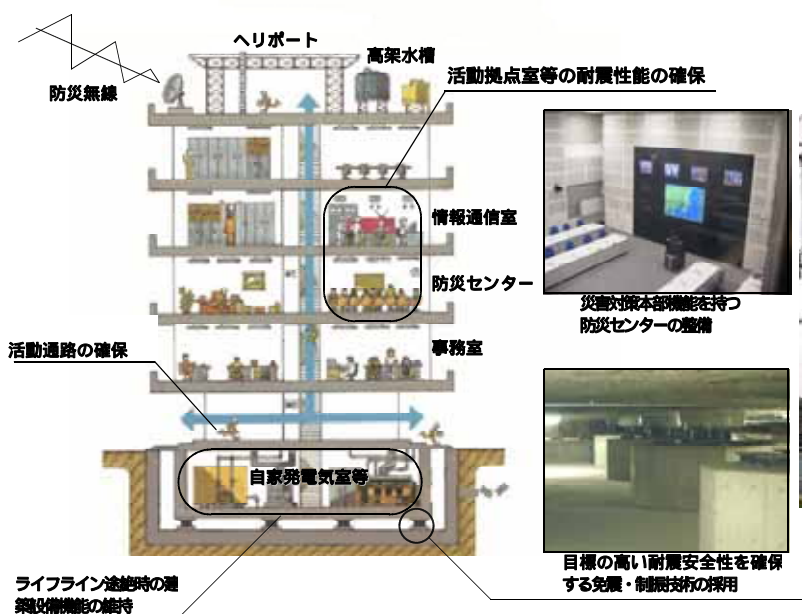 ヘリポート
高架水槽
防災無線
活動拠点室等の耐震性能の確保
情報通信室
防災センター
災害対策本部機能を持つ
防災センターの整備
事務室
活動通路の確保
自家発電気室等
目標の高い耐震安全性を確保
する免震・制振技術の採用
ライフライン途絶時の建
築設備機能の維持